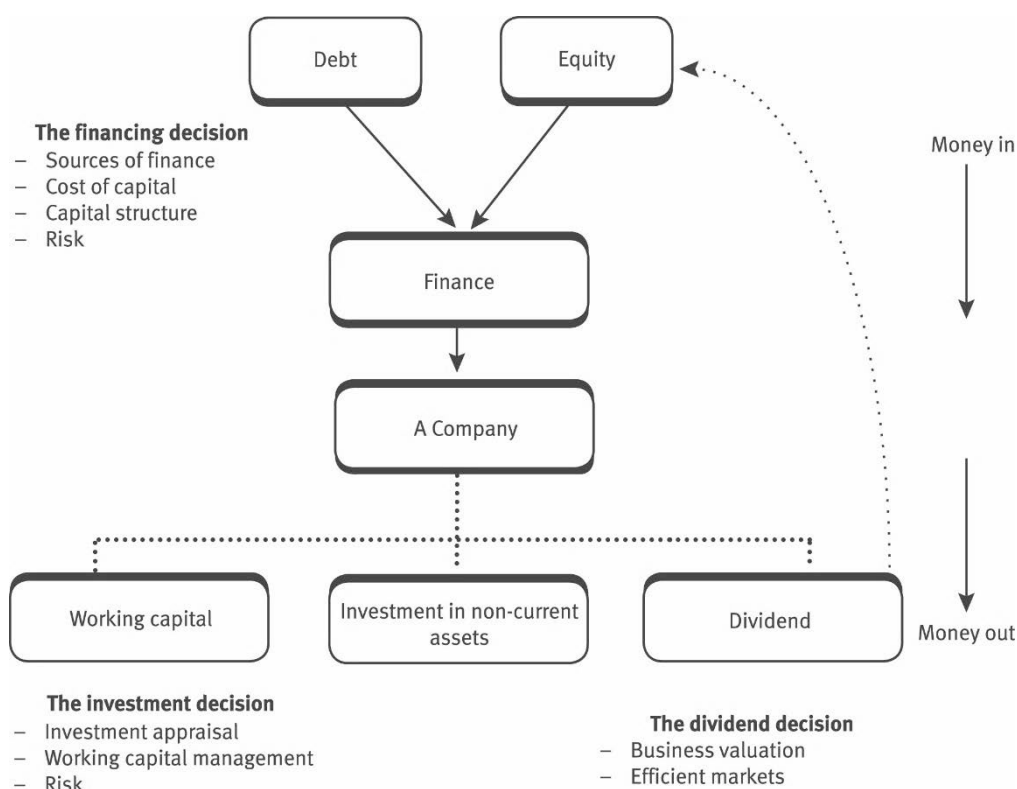 Debt
Equity
The financing decision
– Sources of finance
– Cost of capital
– Capital structure
– Risk
Money in
Finance
A Company
Working capital
Investment in non-current
assets
Dividend
Money out
The investment decision
– Investment appraisal
– Working capital management
– Risk
The dividend decision
– Business valuation
– Efficient markets